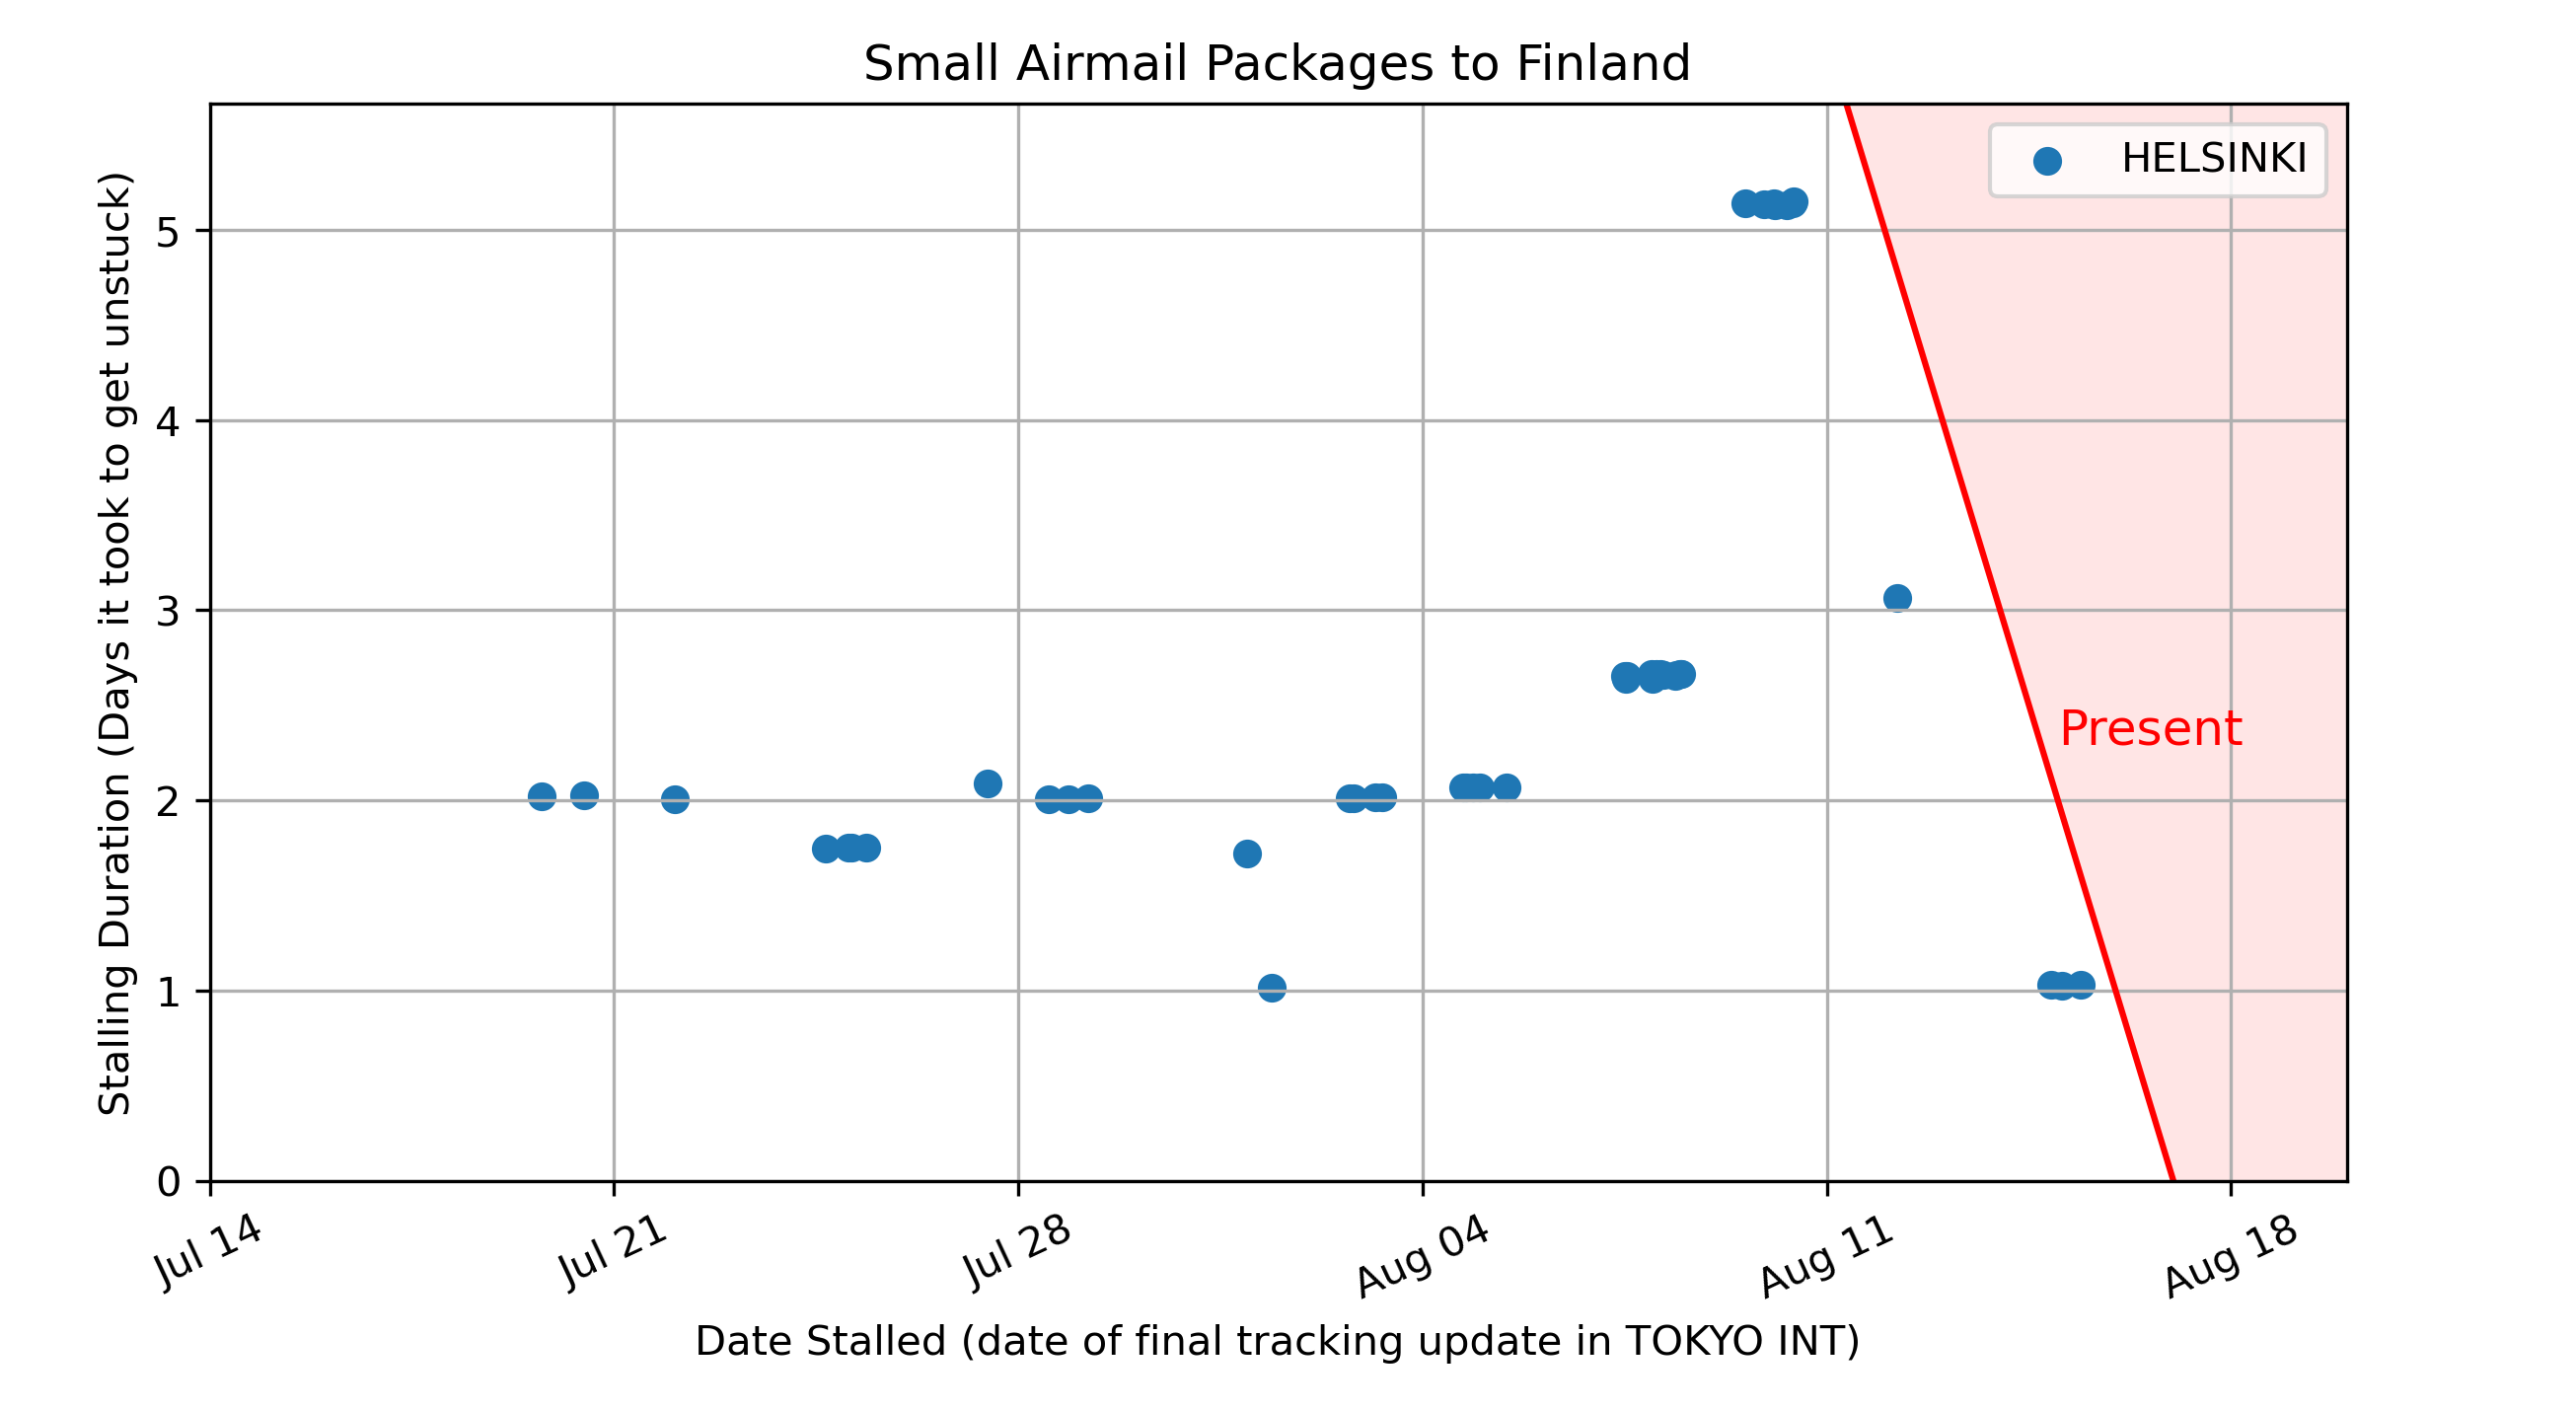 Small Airmail Packages to Finland
HELSINKI
Stalling Duration (Days it took to get unstuck)
5
4
3
2
1
0
Present
Jul 14
Jul 21
Jul 28
Aug 04
Aug 11
Aug 18
Date Stalled (date of final tracking update in TOKYO INT)